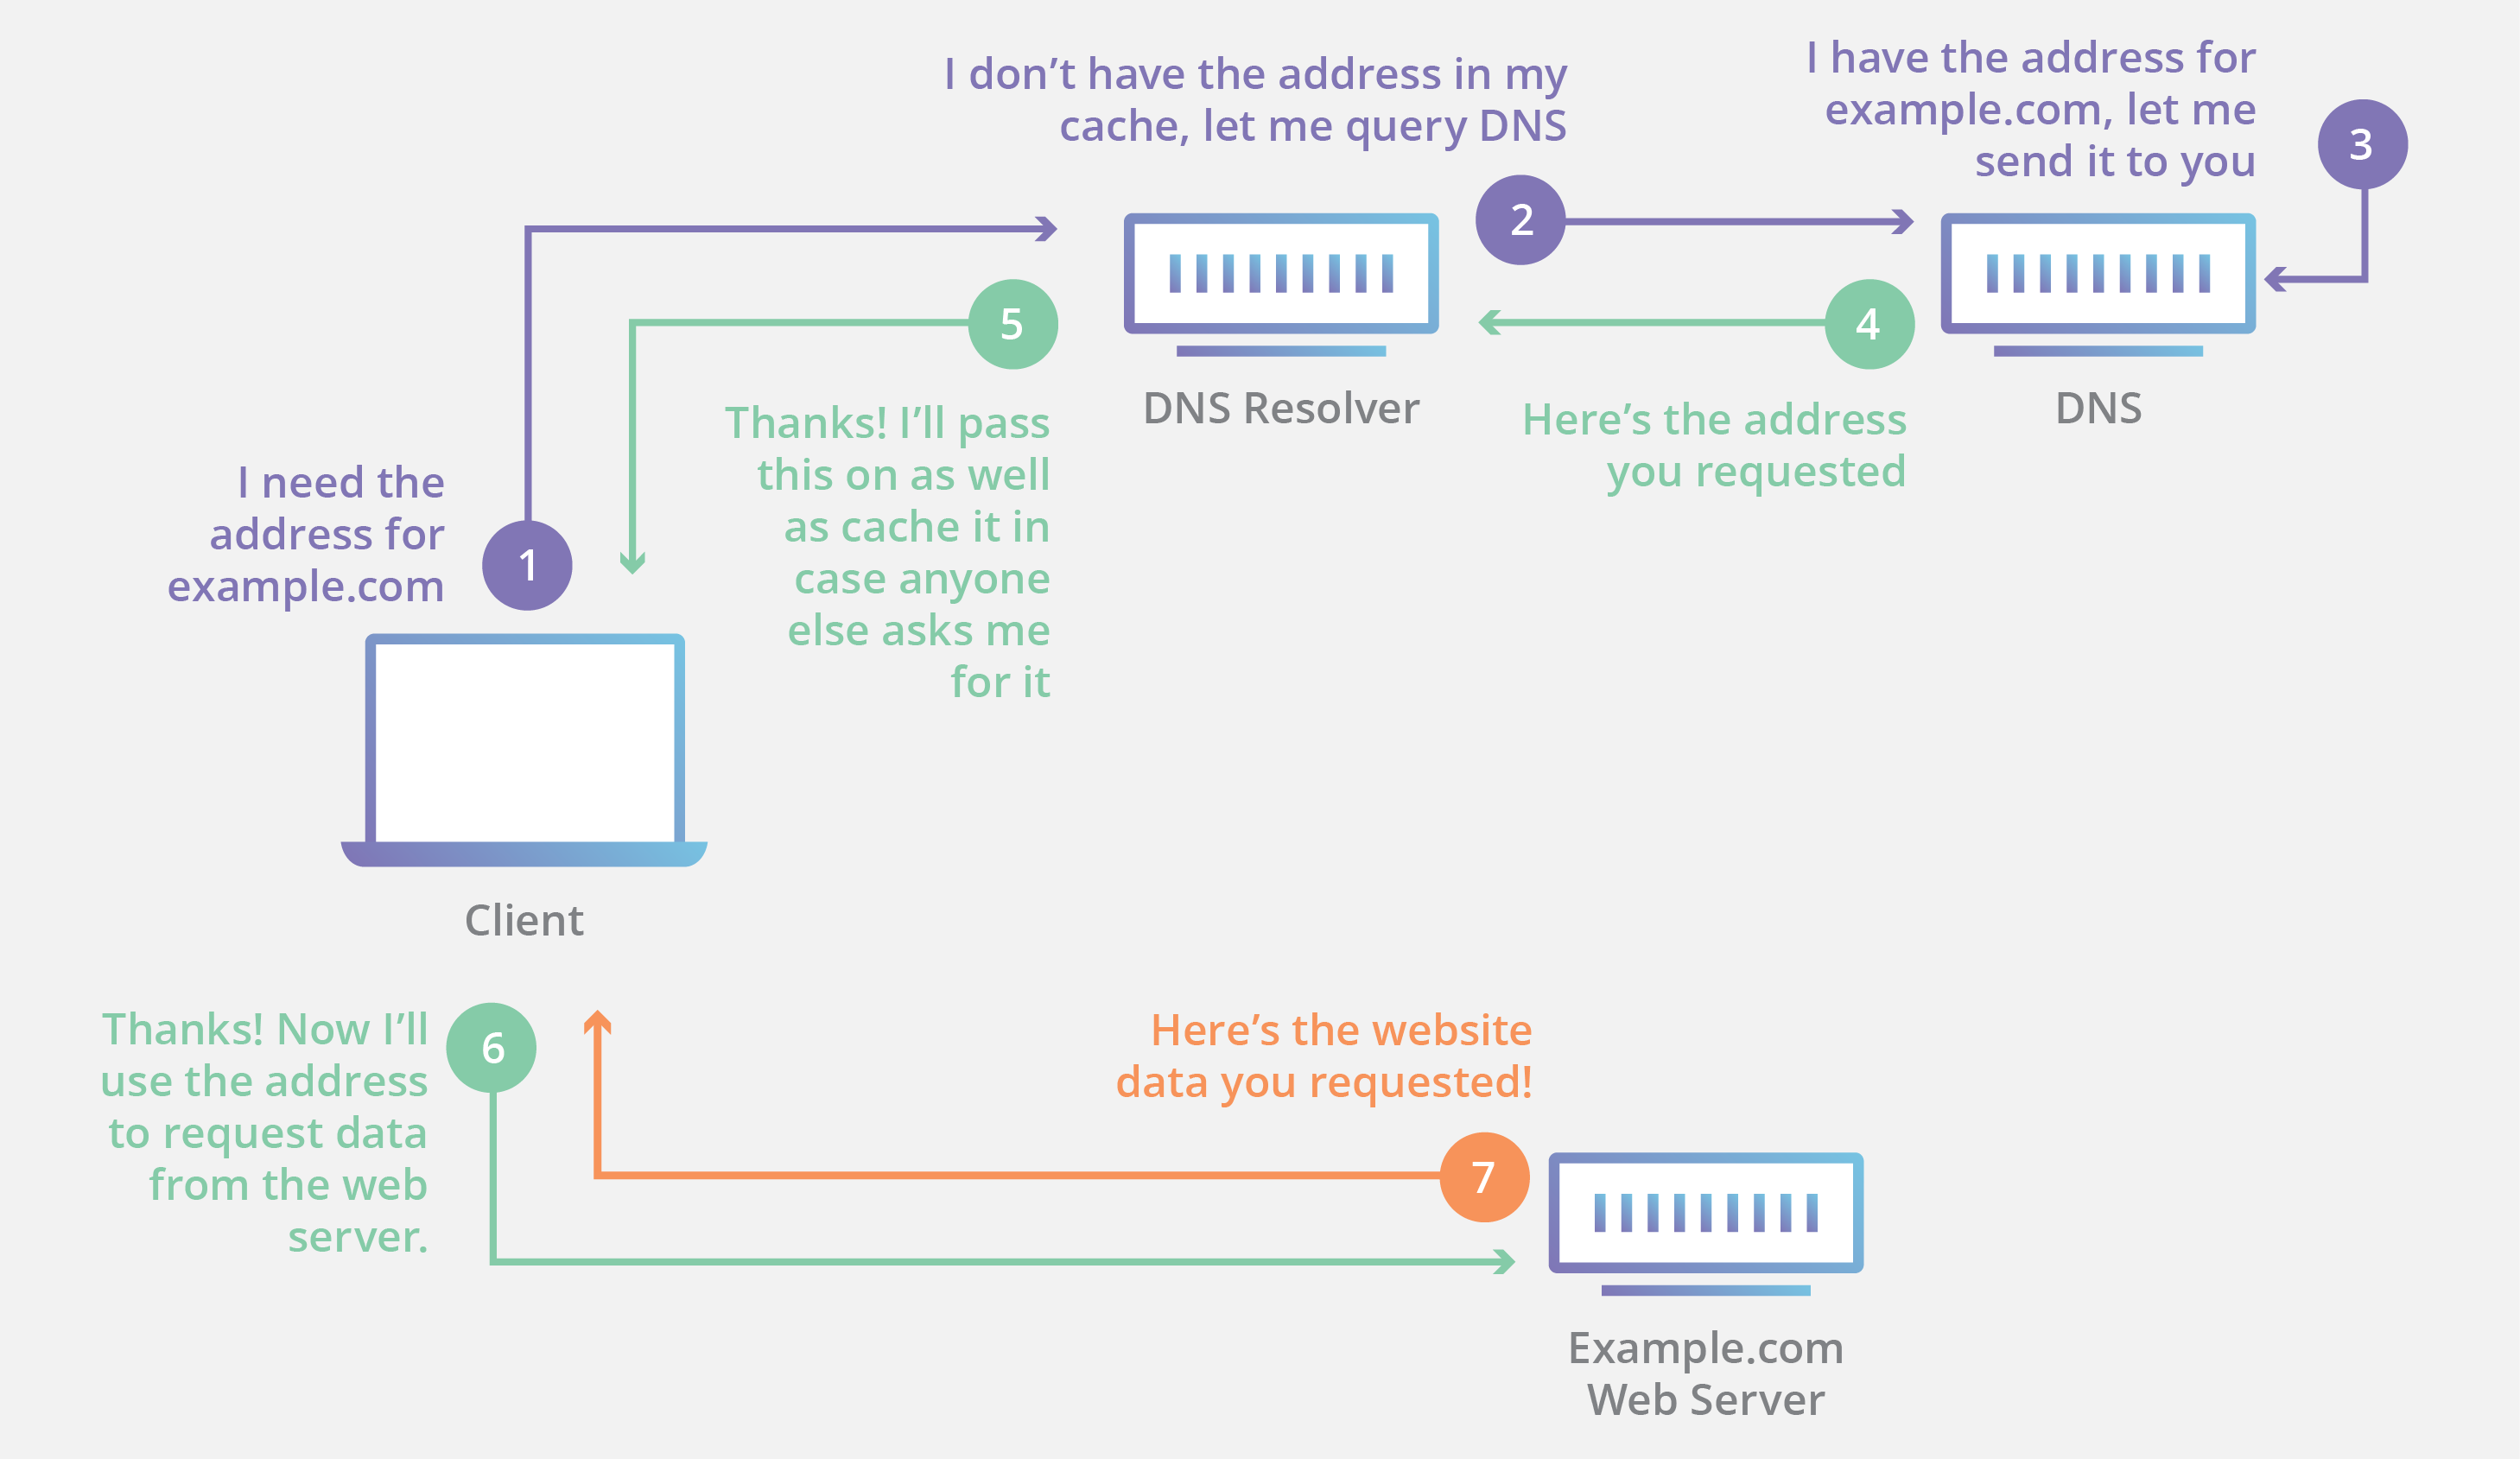 I don’t have the address in my
cache, let me query DNS
I have the address for
example.com, let me
send it to you
3
2
5
4
DNS Resolver
DNS
Here’s the address
you requested
Thanks! I’ll pass
this on as well
as cache it in
case anyone
else asks me
for it
I need the
address for
example.com
1
Client
Thanks! Now I’ll
use the address
to request data
from the web
server.
6
Here’s the website
data you requested!
7
Example.com
Web Server